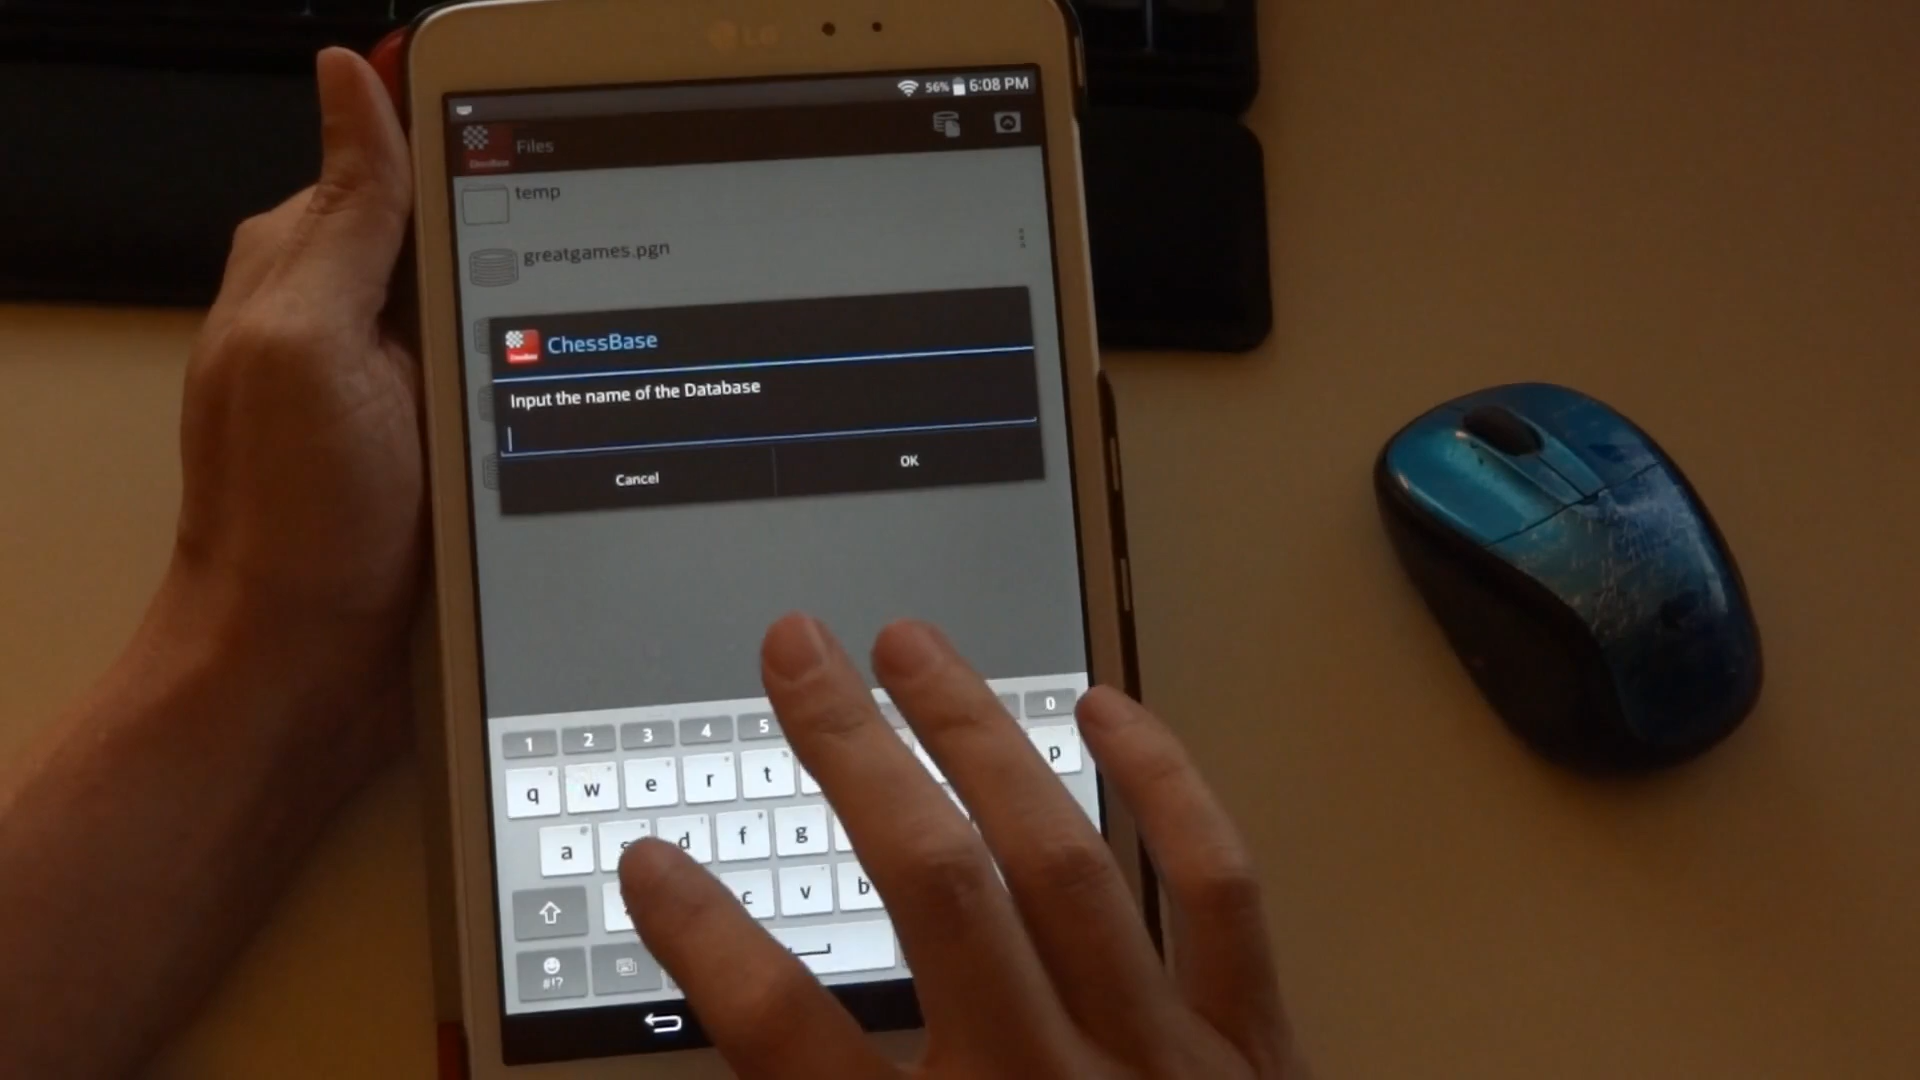 LG
56% 6:08 PM
Files
temp
greatgames.pgn
ChessBase
Input the name of the Database
Cancel OK
1 2 3 4 5 0
q w e r t p
a s d f g
c v b
#!?